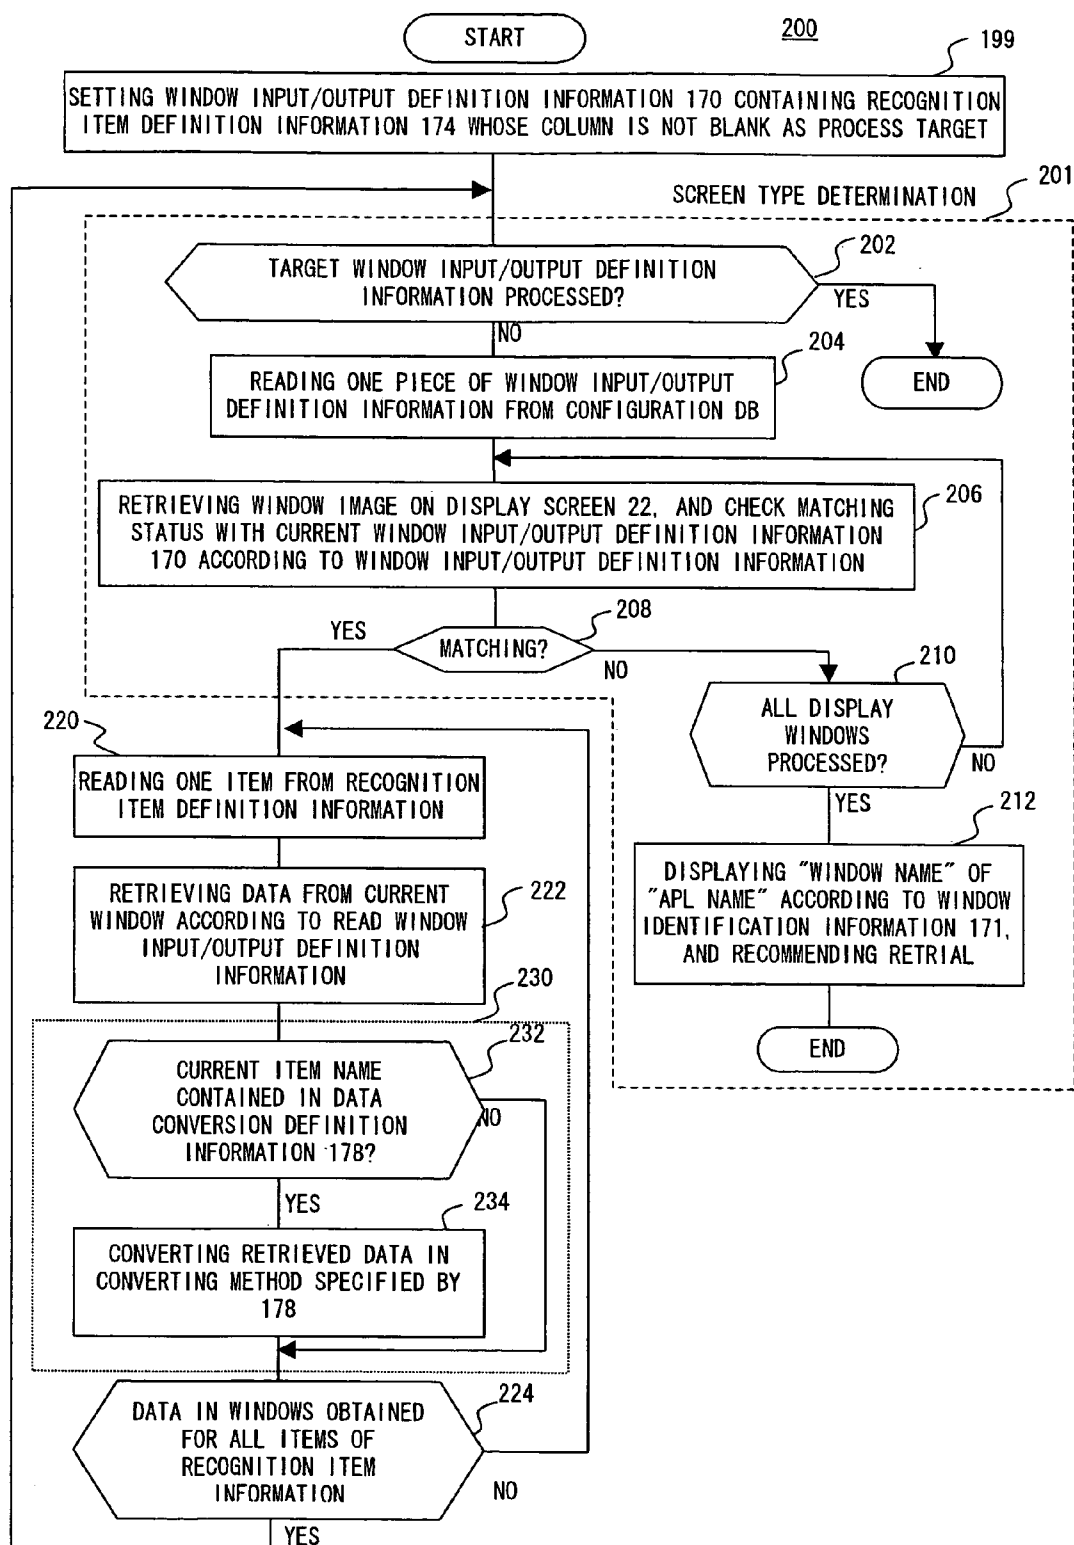 START
200
199
SETTING WINDOW INPUT/OUTPUT DEFINITION INFORMATION 170 CONTAINING RECOGNITION
ITEM DEFINITION INFORMATION 174 WHOSE COLUMN IS NOT BLANK AS PROCESS TARGET
SCREEN TYPE DETERMINATION
201
202
TARGET WINDOW INPUT/OUTPUT DEFINITION
INFORMATION PROCESSED?
YES
NO
END
204
READING ONE PIECE OF WINDOW INPUT/OUTPUT
DEFINITION INFORMATION FROM CONFIGURATION DB
206
RETRIEVING WINDOW IMAGE ON DISPLAY SCREEN 22, AND CHECK MATCHING
STATUS WITH CURRENT WINDOW INPUT/OUTPUT DEFINITION INFORMATION
170 ACCORDING TO WINDOW INPUT/OUTPUT DEFINITION INFORMATION
208
YES
MATCHING?
NO
210
ALL DISPLAY
WINDOWS
PROCESSED?
NO
YES
212
DISPLAYING "WINDOW NAME" OF
"APL NAME" ACCORDING TO WINDOW
IDENTIFICATION INFORMATION 171,
AND RECOMMENDING RETRIAL
END
220
READING ONE ITEM FROM RECOGNITION
ITEM DEFINITION INFORMATION
222
RETRIEVING DATA FROM CURRENT
WINDOW ACCORDING TO READ WINDOW
INPUT/OUTPUT DEFINITION
INFORMATION
230
232
CURRENT ITEM NAME
CONTAINED IN DATA
CONVERSION DEFINITION
INFORMATION 178?
NO
YES
234
CONVERTING RETRIEVED DATA IN
CONVERTING METHOD SPECIFIED BY
178
224
DATA IN WINDOWS OBTAINED
FOR ALL ITEMS OF
RECOGNITION ITEM
INFORMATION
NO
YES